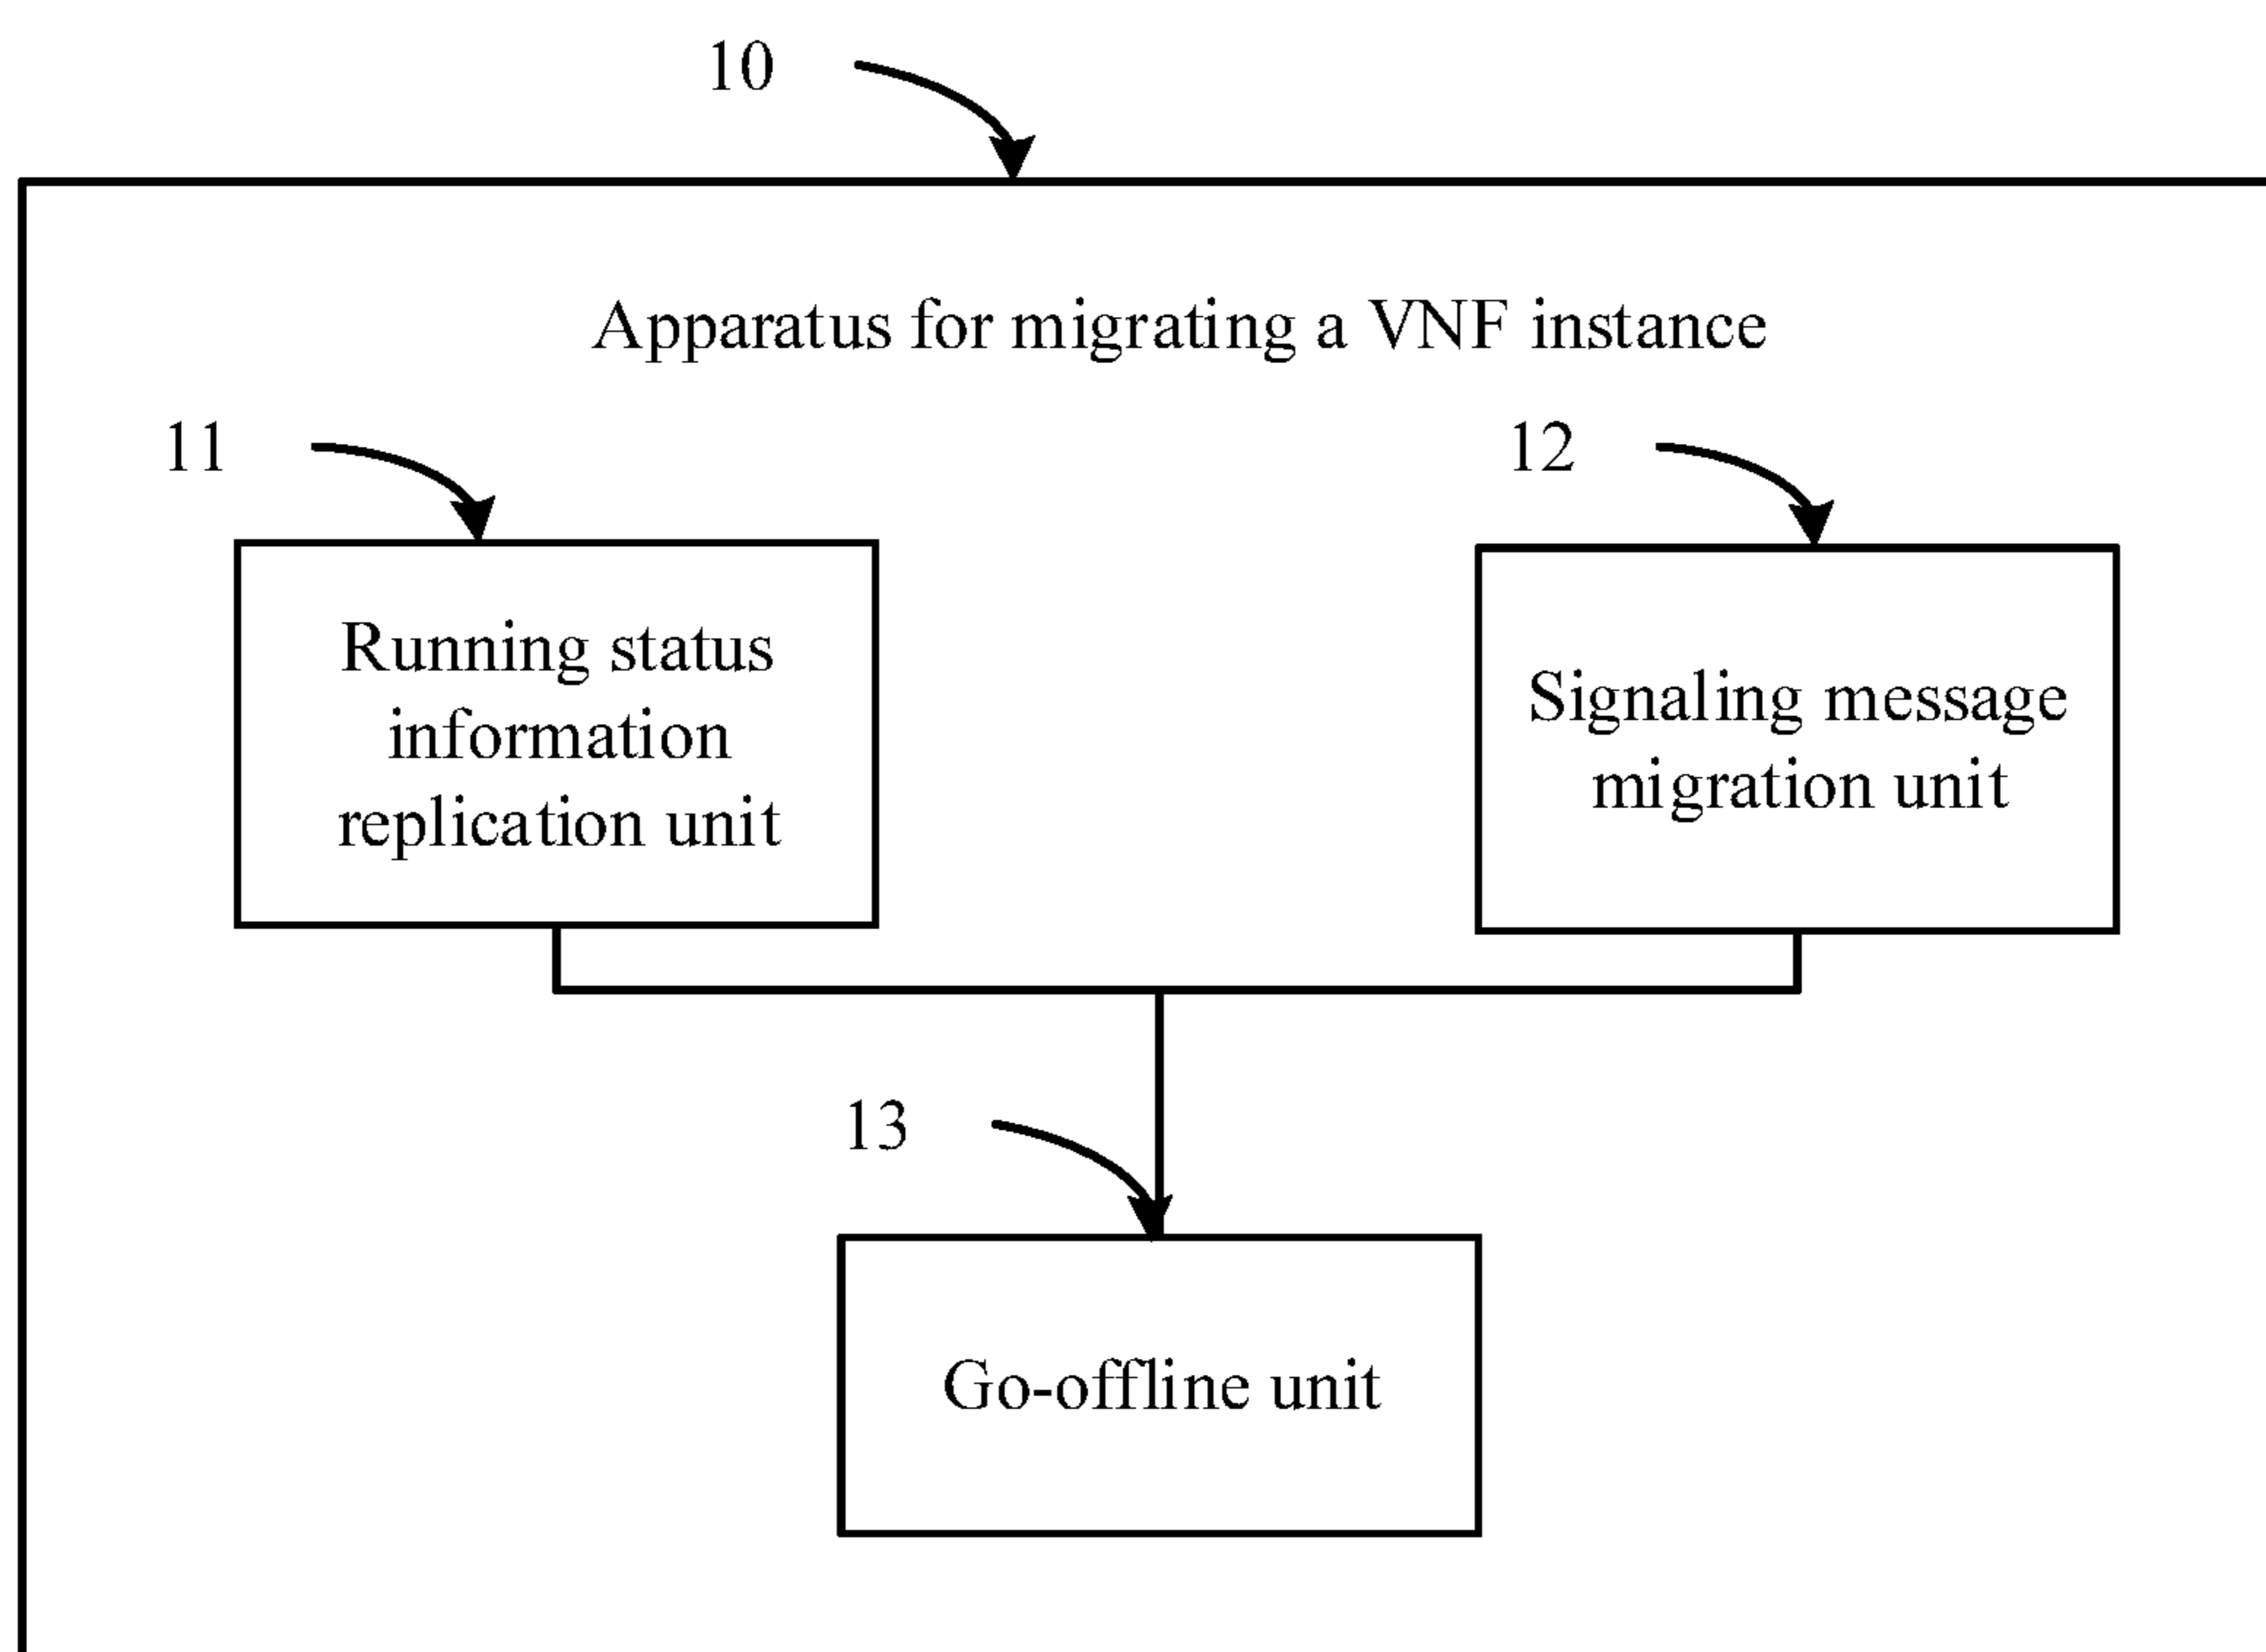 10
Apparatus for migrating a VNF instance
11
12
Running status
information
replication unit
Signaling message
migration unit
13
Go-offline unit